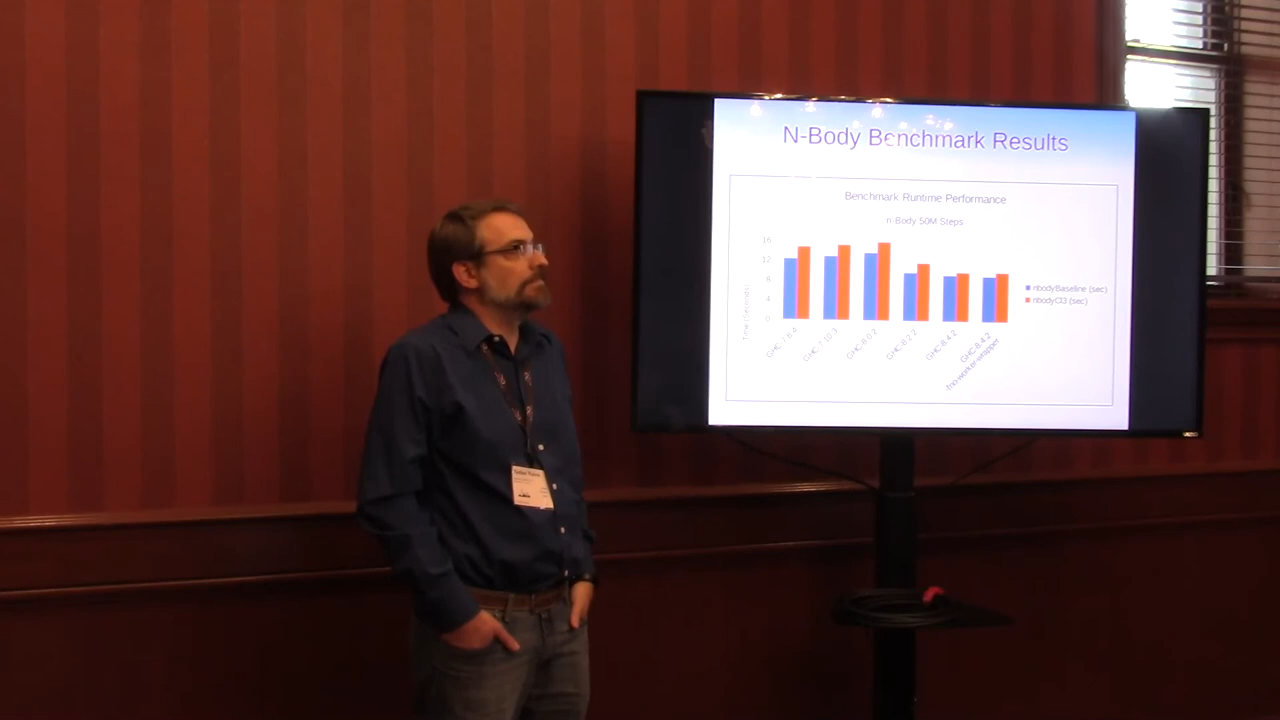 N-Body Benchmark Results
Benchmark Runtime Performance
n-Body 50M Steps
16
12
8
4
0
Time (Seconds)
GHC-7.8.4
GHC-7.10.3
GHC-8.0.2
GHC-8.2.2
GHC-8.4.2
GHC-8.4.2
-fno-worker-wrapper
nbodyBaseline (sec)
nbodyCl3 (sec)